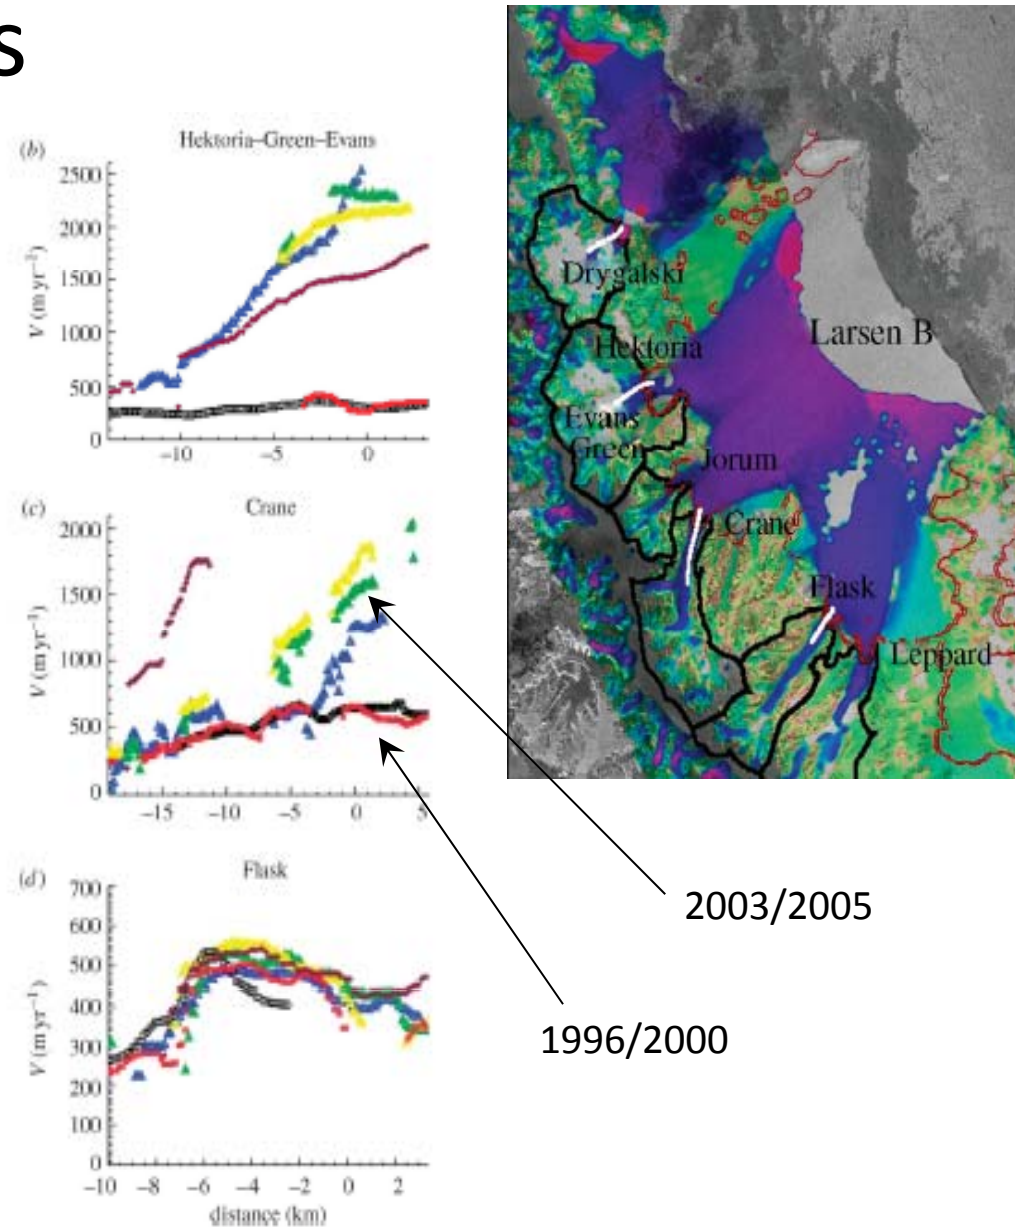 S
(b) Hektoria–Green–Evans
V (m yr⁻¹)
2500
2000
1500
1000
500
0
−10 −5 0
(c) Crane
V (m yr⁻¹)
2000
1500
1000
500
0
−15 −10 −5 0 5
(d) Flask
V (m yr⁻¹)
700
600
500
400
300
200
100
0
−10 −8 −6 −4 −2 0 2
distance (km)
Drygalski
Larsen B
Hektoria
Evans
Green
Jorum
Crane
Flask
Leppard
2003/2005
1996/2000